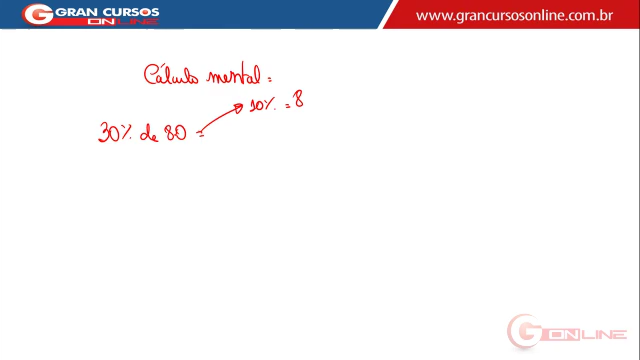 GRAN CURSOS
ONLINE
www.grancursosonline.com.br
Cálculo mental:
10% = 8
30% de 80 =
G ONLINE